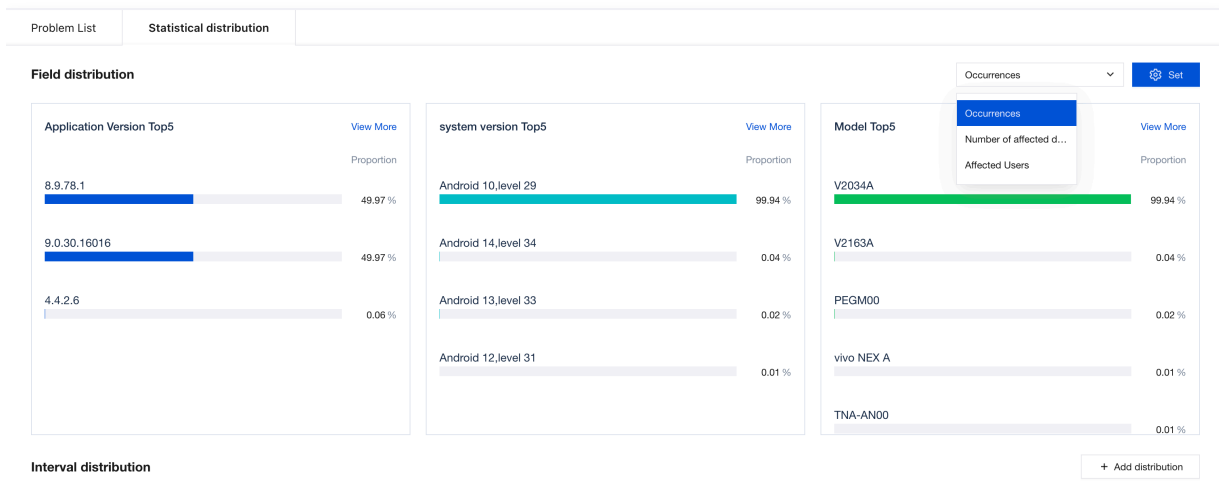 Problem List
Statistical distribution
Field distribution
Occurrences
Set
Occurrences
Number of affected d...
Affected Users
Application Version Top5
View More
Proportion
8.9.78.1
49.97 %
9.0.30.16016
49.97 %
4.4.2.6
0.06 %
system version Top5
View More
Proportion
Android 10,level 29
99.94 %
Android 14,level 34
0.04 %
Android 13,level 33
0.02 %
Android 12,level 31
0.01 %
Model Top5
View More
Proportion
V2034A
99.94 %
V2163A
0.04 %
PEGM00
0.02 %
vivo NEX A
0.01 %
TNA-AN00
0.01 %
Interval distribution
+ Add distribution